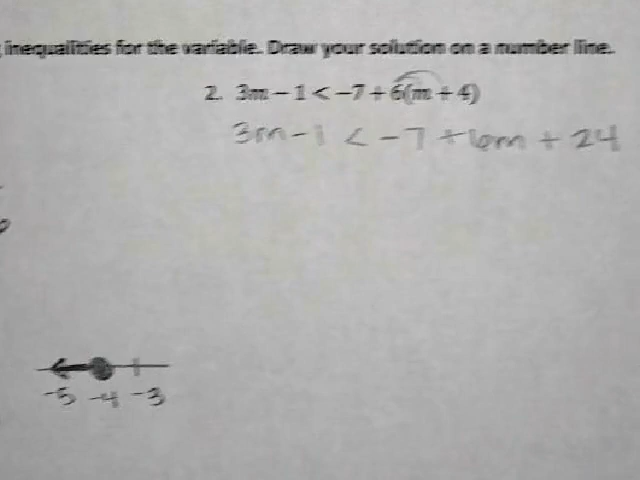 inequalities for the variable. Draw your solution on a number line.
2. 3m - 1 < -7 + 6(m + 4)
3m - 1 < -7 + 6m + 24
-5 -4 -3